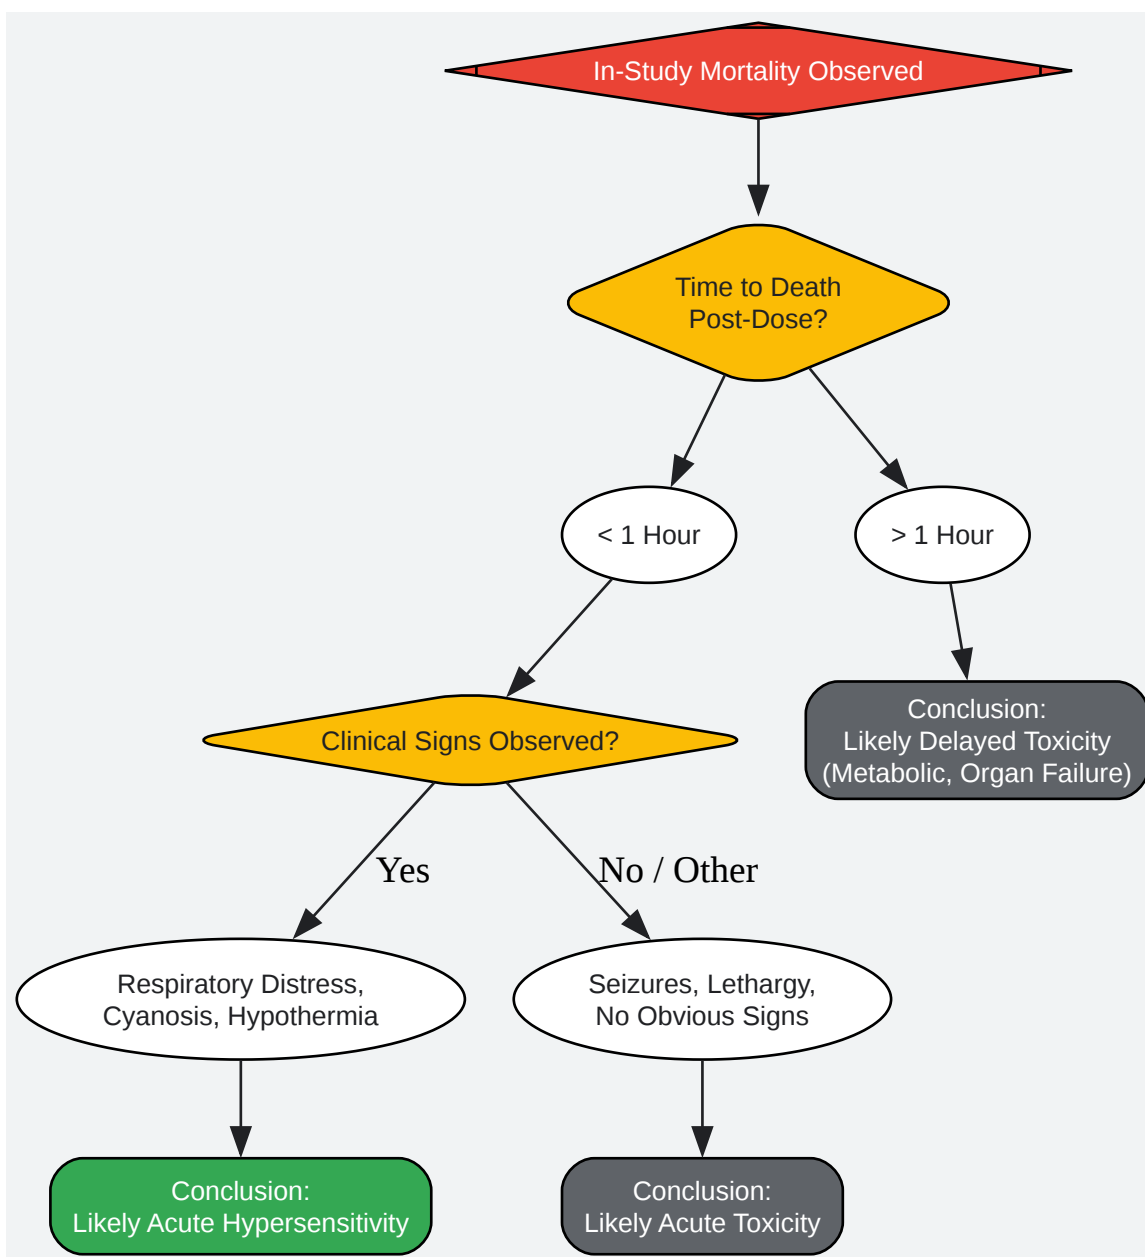 In-Study Mortality Observed
Time to Death
Post-Dose?
< 1 Hour
> 1 Hour
Conclusion:
Likely Delayed Toxicity
(Metabolic, Organ Failure)
Clinical Signs Observed?
Yes
No / Other
Respiratory Distress,
Cyanosis, Hypothermia
Seizures, Lethargy,
No Obvious Signs
Conclusion:
Likely Acute Hypersensitivity
Conclusion:
Likely Acute Toxicity